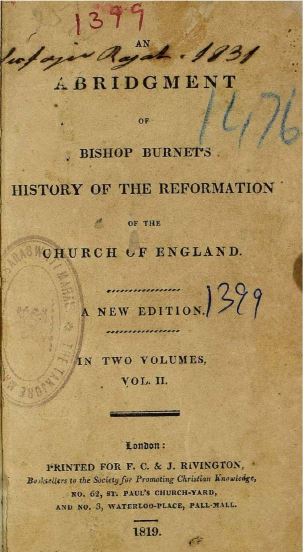 1399
AN
1831
ABRIDGMENT
OF
1476
BISHOP BURNET'S
HISTORY OF THE REFORMATION
OF THE
CHURCH OF ENGLAND.
A NEW EDITION.
1399
IN TWO VOLUMES,
VOL. II.
London:
PRINTED FOR F. C. & J. RIVINGTON,
Booksellers to the Society for Promoting Christian Knowledge,
NO. 62, ST. PAUL'S CHURCH-YARD,
AND NO. 3, WATERLOO-PLACE, PALL-MALL.
1819.